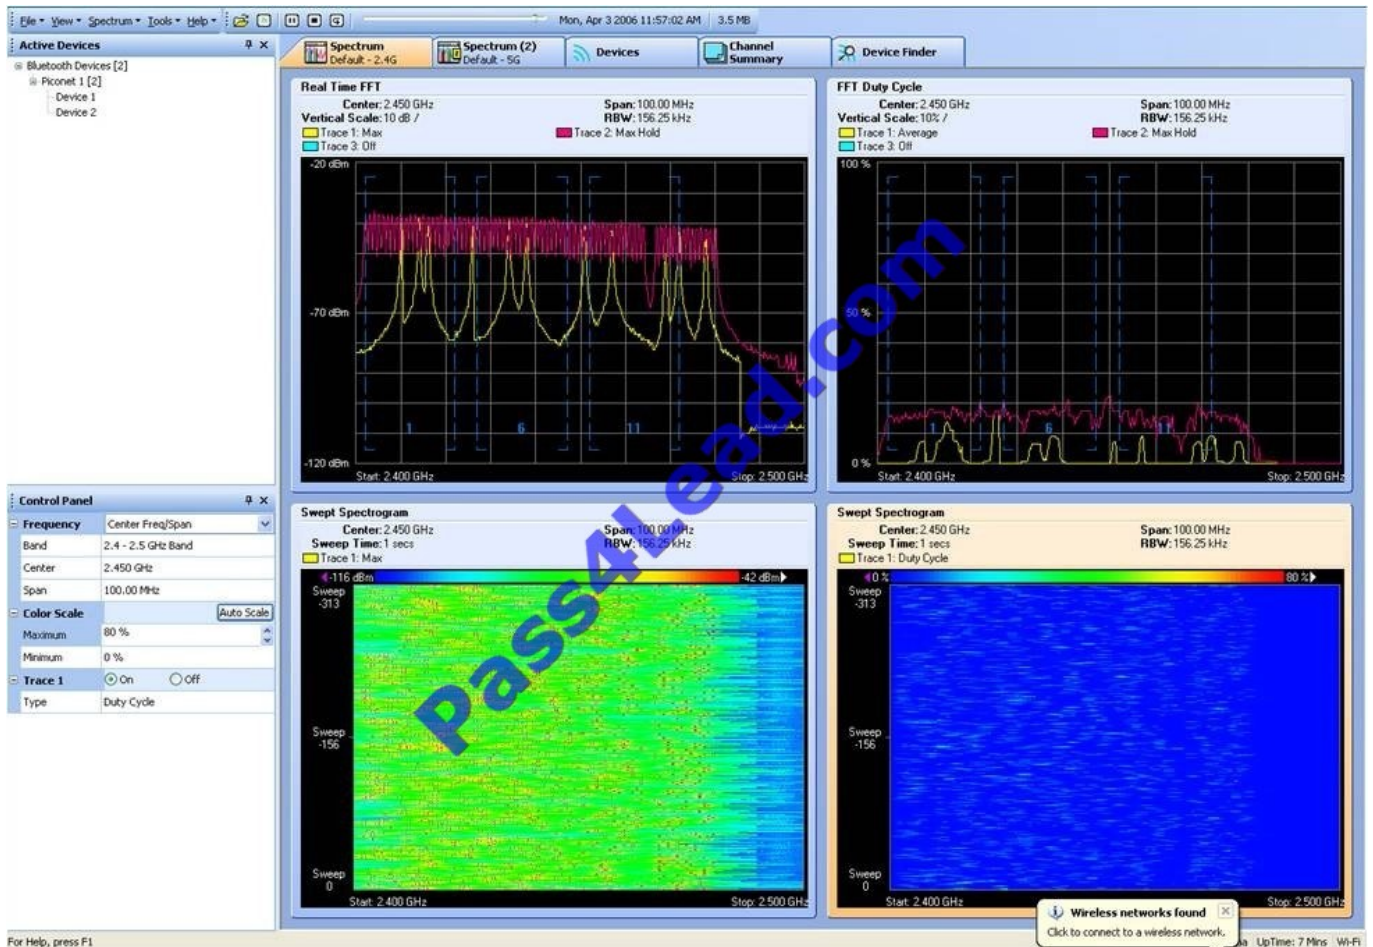 File View Spectrum Tools Help Mon, Apr 3 2006 11:57:02 AM 3.5 MB
Active Devices
Bluetooth Devices [2]
Piconet 1 [2]
Device 1
Device 2
Spectrum
Default - 2.4G
Spectrum (2)
Default - 5G
Devices
Channel
Summary
Device Finder
Real Time FFT
Center: 2.450 GHz Span: 100.00 MHz
Vertical Scale: 10 dB / RBW: 156.25 kHz
Trace 1: Max Trace 2: Max Hold
Trace 3: Off
-20 dBm
-70 dBm
1 6 11
-120 dBm
Start: 2.400 GHz Stop: 2.500 GHz
FFT Duty Cycle
Center: 2.450 GHz Span: 100.00 MHz
Vertical Scale: 10% / RBW: 156.25 kHz
Trace 1: Average Trace 2: Max Hold
Trace 3: Off
100 %
50 %
1 6 11
0 %
Start: 2.400 GHz Stop: 2.500 GHz
Control Panel
Frequency Center Freq/Span
Band 2.4 - 2.5 GHz Band
Center 2.450 GHz
Span 100.00 MHz
Color Scale Auto Scale
Maximum 80 %
Minimum 0 %
Trace 1 On Off
Type Duty Cycle
Swept Spectrogram
Center: 2.450 GHz Span: 100.00 MHz
Sweep Time: 1 secs RBW: 156.25 kHz
Trace 1: Max
-116 dBm -42 dBm
Sweep
-313
Sweep
-156
Sweep
0
Start: 2.400 GHz Stop: 2.500 GHz
Swept Spectrogram
Center: 2.450 GHz Span: 100.00 MHz
Sweep Time: 1 secs RBW: 156.25 kHz
Trace 1: Duty Cycle
0 % 80 %
Sweep
-313
Sweep
-156
Sweep
0
Start: 2.400 GHz Stop: 2.500 GHz
Pass4Lead.com
Wireless networks found
Click to connect to a wireless network.
For Help, press F1 UpTime: 7 Mins Wi-Fi